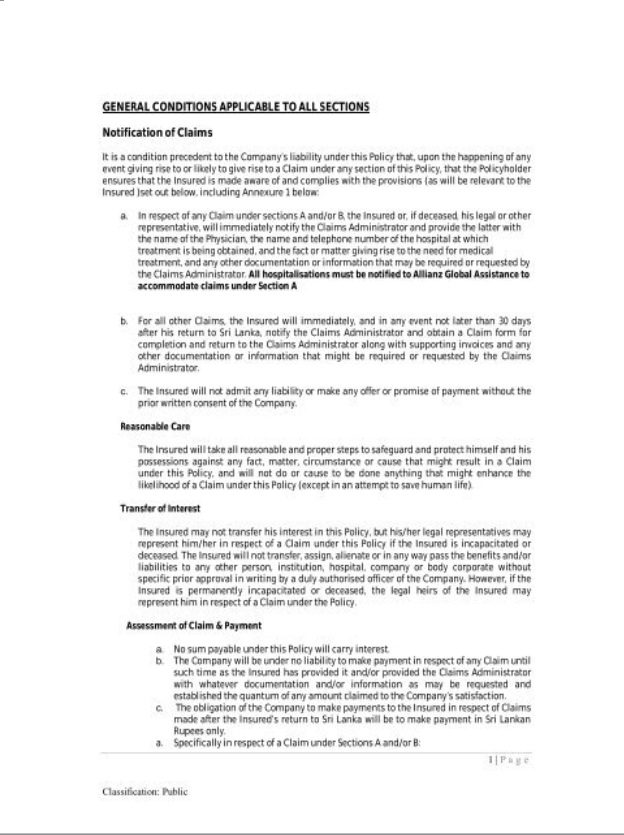 GENERAL CONDITIONS APPLICABLE TO ALL SECTIONS
Notification of Claims
It is a condition precedent to the Company's liability under this Policy that, upon the happening of any
event giving rise to or likely to give rise to a Claim under any section of this Policy, that the Policyholder
ensures that the Insured is made aware of and complies with the provisions (as will be relevant to the
Insured )set out below, including Annexure 1 below:
a. In respect of any Claim under sections A and/or B, the Insured or, if deceased, his legal or other
representative, will immediately notify the Claims Administrator and provide the latter with
the name of the Physician, the name and telephone number of the hospital at which
treatment is being obtained, and the fact or matter giving rise to the need for medical
treatment, and any other documentation or information that may be required or requested by
the Claims Administrator. All hospitalisations must be notified to Allianz Global Assistance to
accommodate claims under Section A
b. For all other Claims, the Insured will immediately, and in any event not later than 30 days
after his return to Sri Lanka, notify the Claims Administrator and obtain a Claim form for
completion and return to the Claims Administrator along with supporting invoices and any
other documentation or information that might be required or requested by the Claims
Administrator.
c. The Insured will not admit any liability or make any offer or promise of payment without the
prior written consent of the Company.
Reasonable Care
The Insured will take all reasonable and proper steps to safeguard and protect himself and his
possessions against any fact, matter, circumstance or cause that might result in a Claim
under this Policy, and will not do or cause to be done anything that might enhance the
likelihood of a Claim under this Policy (except in an attempt to save human life).
Transfer of Interest
The Insured may not transfer his interest in this Policy, but his/her legal representatives may
represent him/her in respect of a Claim under this Policy if the Insured is incapacitated or
deceased. The Insured will not transfer, assign, alienate or in any way pass the benefits and/or
liabilities to any other person, institution, hospital, company or body corporate without
specific prior approval in writing by a duly authorised officer of the Company. However, if the
Insured is permanently incapacitated or deceased, the legal heirs of the Insured may
represent him in respect of a Claim under the Policy.
Assessment of Claim & Payment
a. No sum payable under this Policy will carry interest.
b. The Company will be under no liability to make payment in respect of any Claim until
such time as the Insured has provided it and/or provided the Claims Administrator
with whatever documentation and/or information as may be requested and
established the quantum of any amount claimed to the Company's satisfaction.
c. The obligation of the Company to make payments to the Insured in respect of Claims
made after the Insured's return to Sri Lanka will be to make payment in Sri Lankan
Rupees only.
a. Specifically in respect of a Claim under Sections A and/or B:
1 | Page
Classification: Public